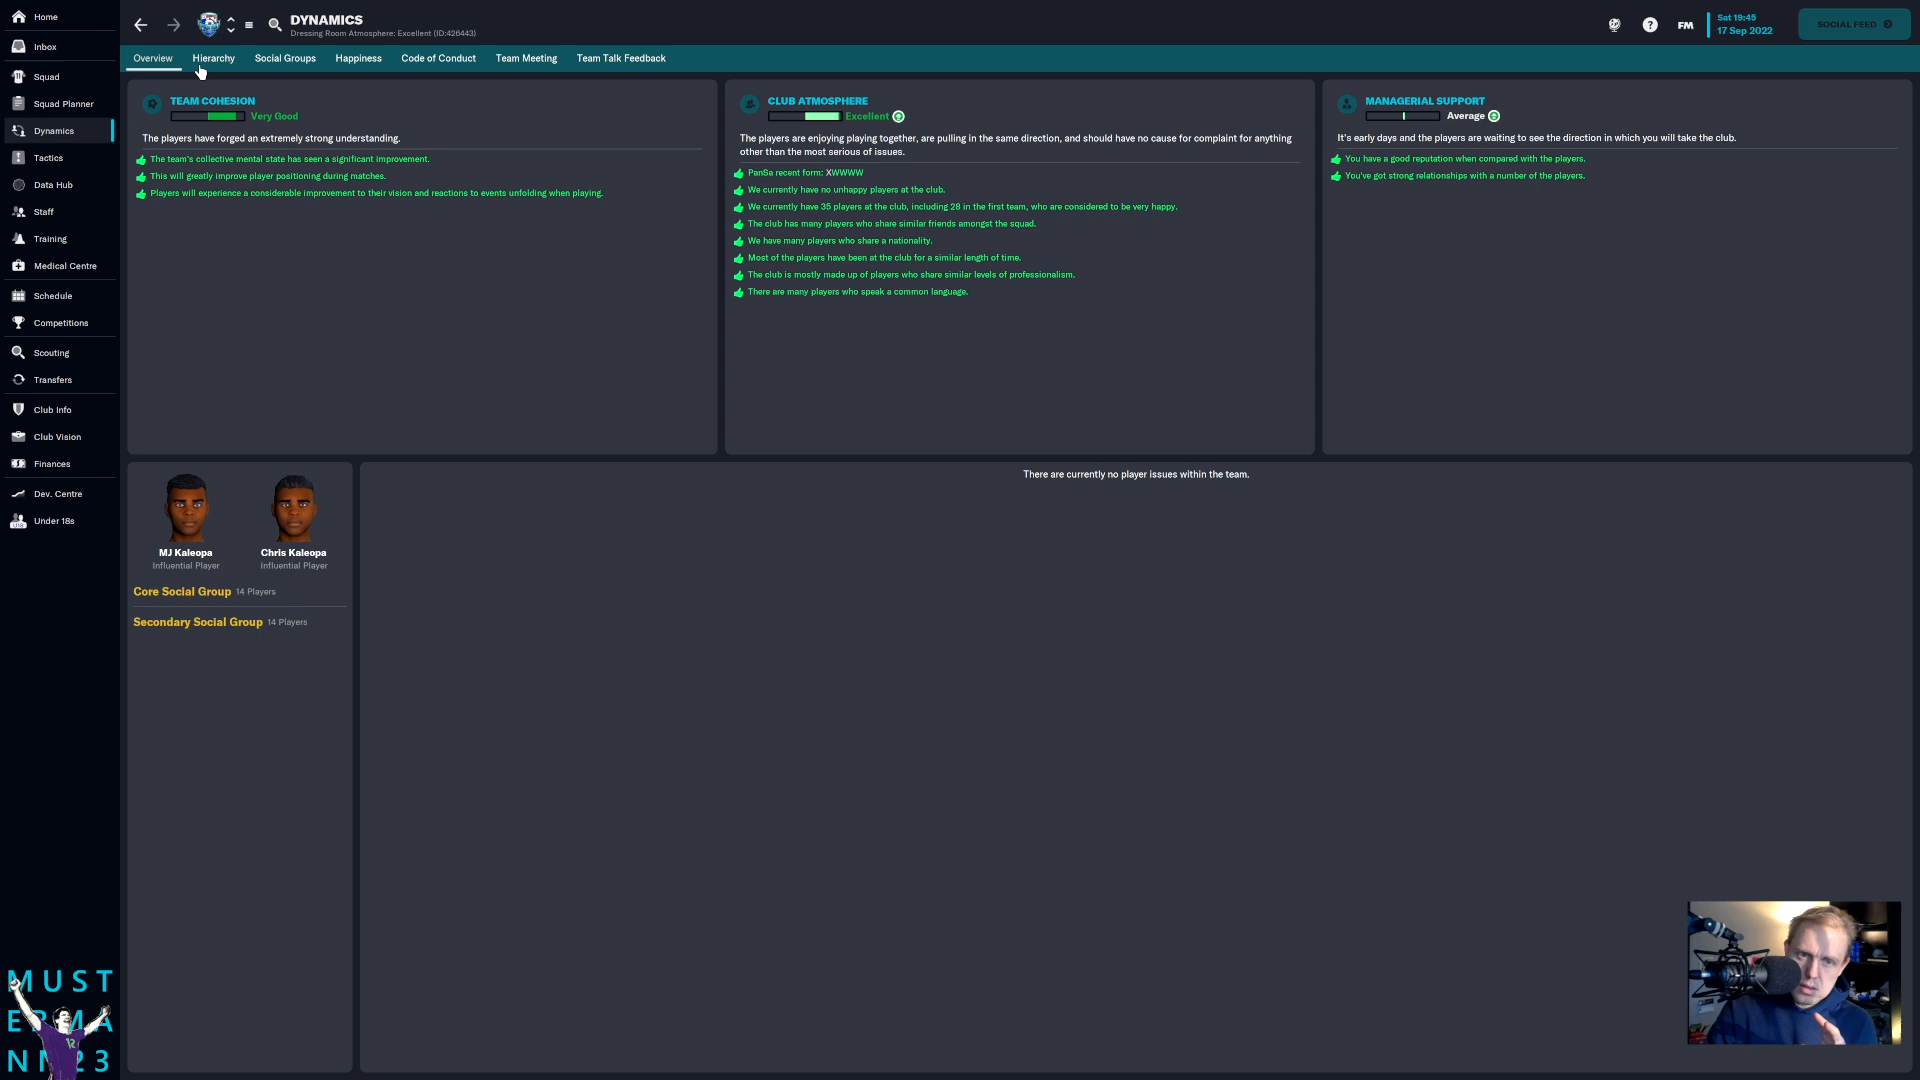 Home
Inbox
Squad
Squad Planner
Dynamics
Tactics
Data Hub
Staff
Training
Medical Centre
Schedule
Competitions
Scouting
Transfers
Club Info
Club Vision
Finances
Dev. Centre
Under 18s
DYNAMICS
Dressing Room Atmosphere: Excellent (ID:426443)
FM
Sat 19:45
17 Sep 2022
SOCIAL FEED
Overview Hierarchy Social Groups Happiness Code of Conduct Team Meeting Team Talk Feedback
TEAM COHESION
Very Good
The players have forged an extremely strong understanding.
The team's collective mental state has seen a significant improvement.
This will greatly improve player positioning during matches.
Players will experience a considerable improvement to their vision and reactions to events unfolding when playing.
CLUB ATMOSPHERE
Excellent
The players are enjoying playing together, are pulling in the same direction, and should have no cause for complaint for anything
other than the most serious of issues.
PanSa recent form: XWWWW
We currently have no unhappy players at the club.
We currently have 35 players at the club, including 28 in the first team, who are considered to be very happy.
The club has many players who share similar friends amongst the squad.
We have many players who share a nationality.
Most of the players have been at the club for a similar length of time.
The club is mostly made up of players who share similar levels of professionalism.
There are many players who speak a common language.
MANAGERIAL SUPPORT
Average
It's early days and the players are waiting to see the direction in which you will take the club.
You have a good reputation when compared with the players.
You've got strong relationships with a number of the players.
MJ Kaleopa
Influential Player
Chris Kaleopa
Influential Player
Core Social Group 14 Players
Secondary Social Group 14 Players
There are currently no player issues within the team.
MUST
ERMA
NN23
12